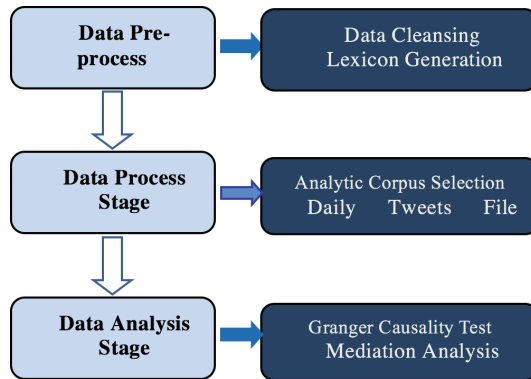 Data Pre-
process
Data Cleansing
Lexicon Generation
Data Process
Stage
Analytic Corpus Selection
Daily Tweets File
Data Analysis
Stage
Granger Causality Test
Mediation Analysis